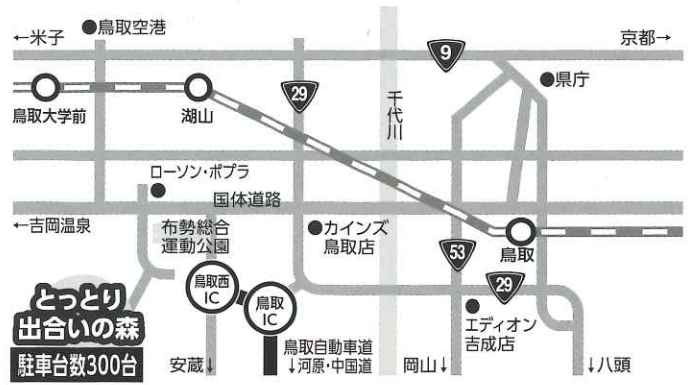 ←米子
●鳥取空港
9
京都→
鳥取大学前
湖山
29
千代川
●県庁
ローソン・ポプラ
国体道路
←吉岡温泉
布勢総合
運動公園
●カインズ
鳥取店
53
鳥取
鳥取西
IC
鳥取
IC
29
エディオン
吉成店
とっとり
出合いの森
駐車台数300台
安蔵↓
鳥取自動車道
↓河原・中国道
岡山↓
↓八頭